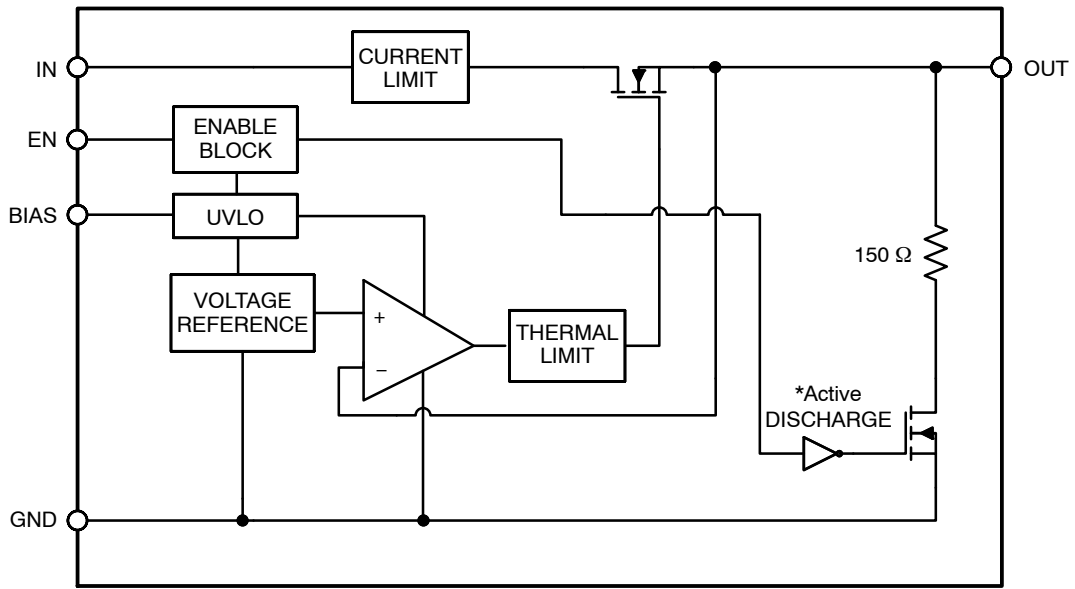 CURRENT
LIMIT
IN
OUT
ENABLE
BLOCK
EN
UVLO
BIAS
150 Ω
VOLTAGE
REFERENCE
+
−
THERMAL
LIMIT
*Active
DISCHARGE
GND